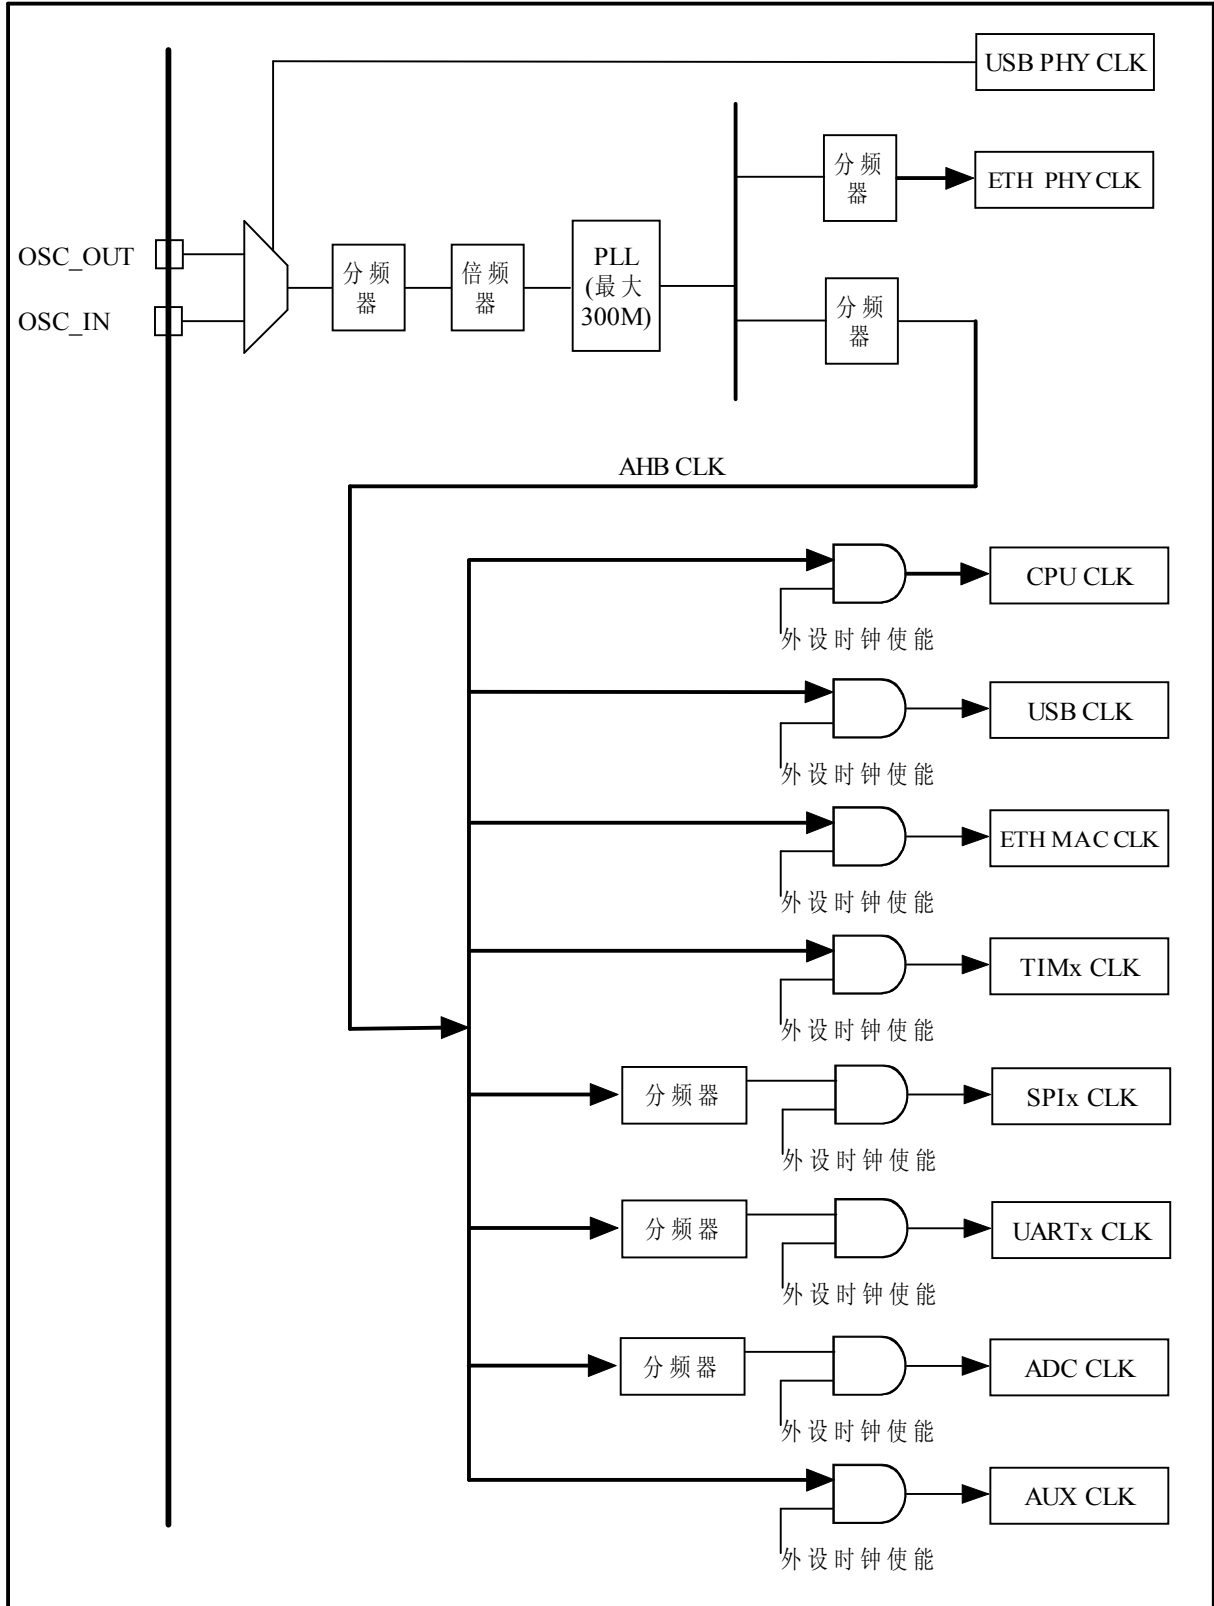 USB PHY CLK
分频
器
ETH PHY CLK
OSC_OUT
OSC_IN
分频
器
倍频
器
PLL
(最大
300M)
分频
器
AHB CLK
CPU CLK
外设时钟使能
USB CLK
外设时钟使能
ETH MAC CLK
外设时钟使能
TIMx CLK
外设时钟使能
分频器
SPIx CLK
外设时钟使能
分频器
UARTx CLK
外设时钟使能
分频器
ADC CLK
外设时钟使能
AUX CLK
外设时钟使能